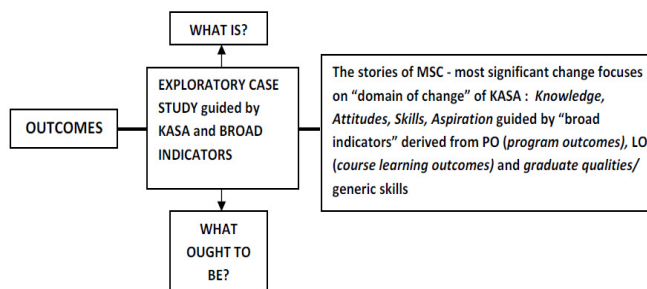 WHAT IS?
OUTCOMES
EXPLORATORY CASE
STUDY guided by
KASA and BROAD
INDICATORS
The stories of MSC - most significant change focuses
on “domain of change” of KASA : Knowledge,
Attitudes, Skills, Aspiration guided by “broad
indicators” derived from PO (program outcomes), LO
(course learning outcomes) and graduate qualities/
generic skills
WHAT
OUGHT TO
BE?